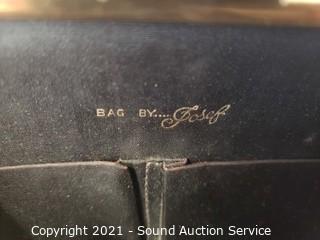 BAG BY.... Josef
Copyright 2021 - Sound Auction Service